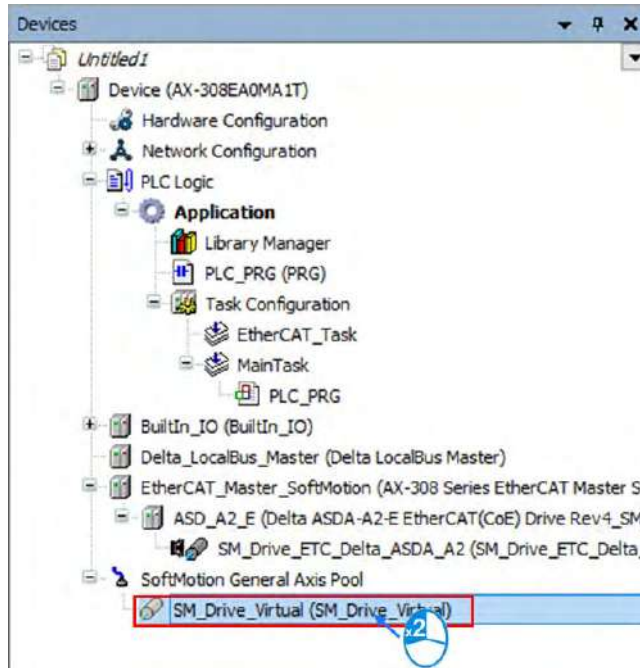 Devices
Untitled1
Device (AX-308EA0MA1T)
Hardware Configuration
Network Configuration
PLC Logic
Application
Library Manager
PLC_PRG (PRG)
Task Configuration
EtherCAT_Task
MainTask
PLC_PRG
BuiltIn_IO (BuiltIn_IO)
Delta_LocalBus_Master (Delta LocalBus Master)
EtherCAT_Master_SoftMotion (AX-308 Series EtherCAT Master S
ASD_A2_E (Delta ASDA-A2-E EtherCAT(CoE) Drive Rev4_SM
SM_Drive_ETC_Delta_ASDA_A2 (SM_Drive_ETC_Delta_
SoftMotion General Axis Pool
SM_Drive_Virtual (SM_Drive_Virtual)
x2